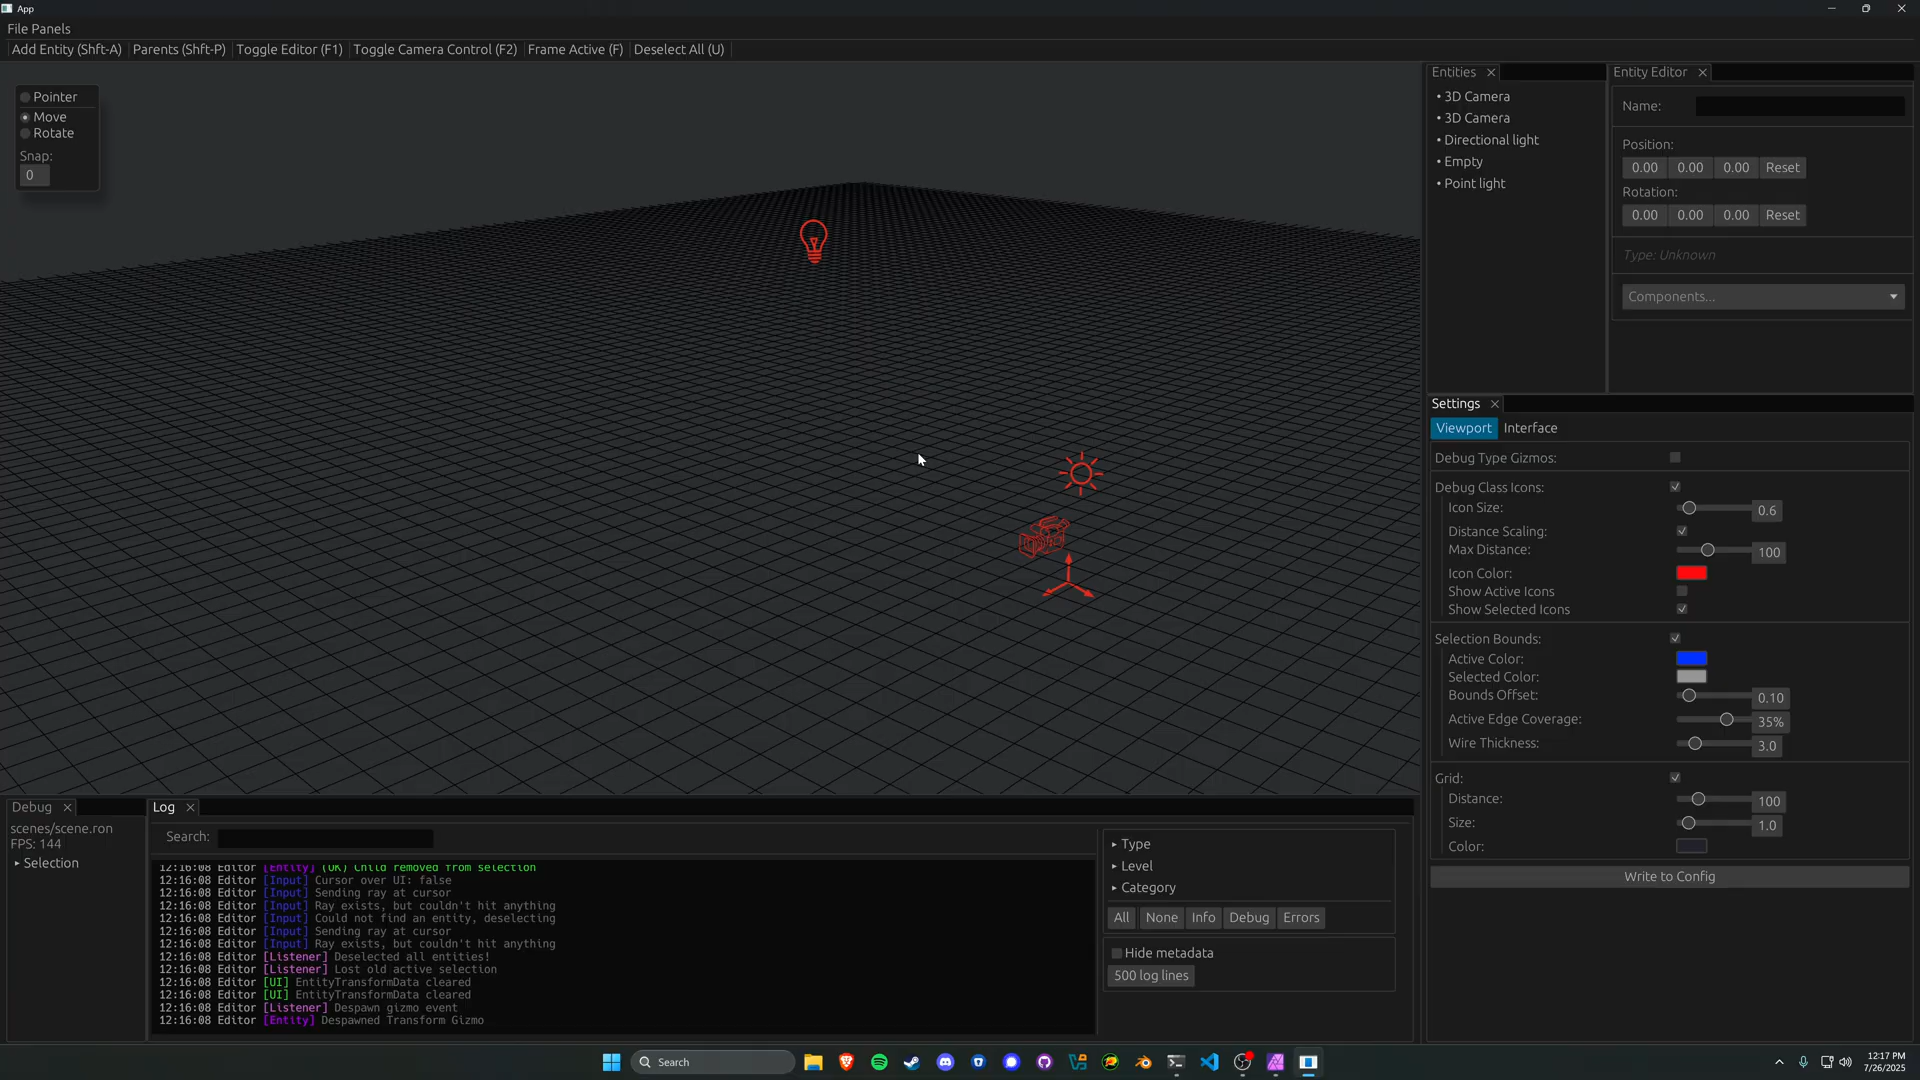 App
File Panels
Add Entity (Shft-A) Parents (Shft-P) Toggle Editor (F1) Toggle Camera Control (F2) Frame Active (F) Deselect All (U)
Pointer
Move
Rotate
Snap:
0
Entities
• 3D Camera
• 3D Camera
• Directional light
• Empty
• Point light
Entity Editor
Name:
Position:
0.00 0.00 0.00 Reset
Rotation:
0.00 0.00 0.00 Reset
Type: Unknown
Components...
Settings
Viewport Interface
Debug Type Gizmos:
Debug Class Icons:
Icon Size: 0.6
Distance Scaling:
Max Distance: 100
Icon Color:
Show Active Icons
Show Selected Icons
Selection Bounds:
Active Color:
Selected Color:
Bounds Offset: 0.10
Active Edge Coverage: 35%
Wire Thickness: 3.0
Grid:
Distance: 100
Size: 1.0
Color:
Write to Config
Debug
scenes/scene.ron
FPS: 144
Selection
Log
Search:
12:16:08 Editor [Entity] (OK) Child removed from selection
12:16:08 Editor [Input] Cursor over UI: false
12:16:08 Editor [Input] Sending ray at cursor
12:16:08 Editor [Input] Ray exists, but couldn't hit anything
12:16:08 Editor [Input] Could not find an entity, deselecting
12:16:08 Editor [Input] Sending ray at cursor
12:16:08 Editor [Input] Ray exists, but couldn't hit anything
12:16:08 Editor [Listener] Deselected all entities!
12:16:08 Editor [Listener] Lost old active selection
12:16:08 Editor [UI] EntityTransformData cleared
12:16:08 Editor [UI] EntityTransformData cleared
12:16:08 Editor [Listener] Despawn gizmo event
12:16:08 Editor [Entity] Despawned Transform Gizmo
Type
Level
Category
All None Info Debug Errors
Hide metadata
500 log lines
Search
12:17 PM
7/26/2025